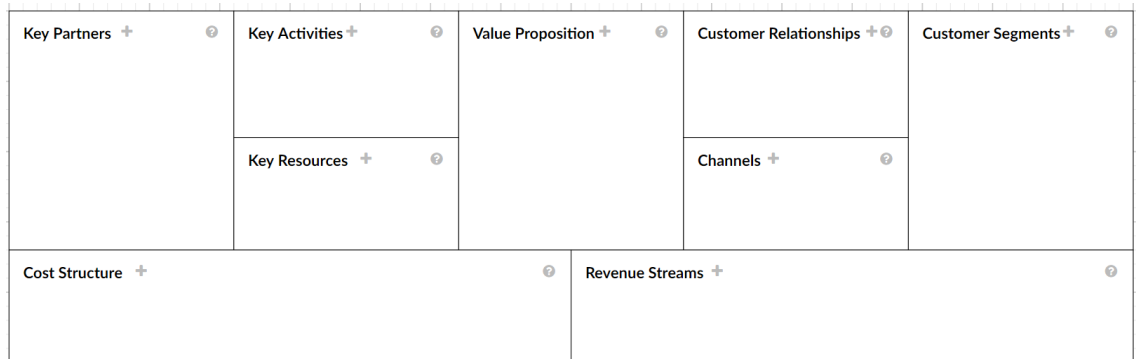 Key Partners +
Key Activities +
Value Proposition +
Customer Relationships +
Customer Segments +
Key Resources +
Channels +
Cost Structure +
Revenue Streams +